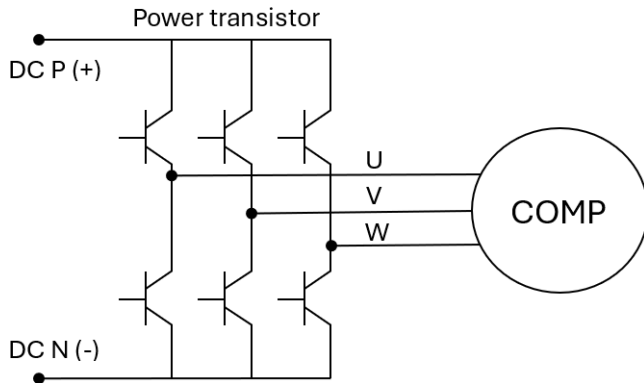 Power transistor
DC P (+)
U
V
COMP
W
DC N (-)